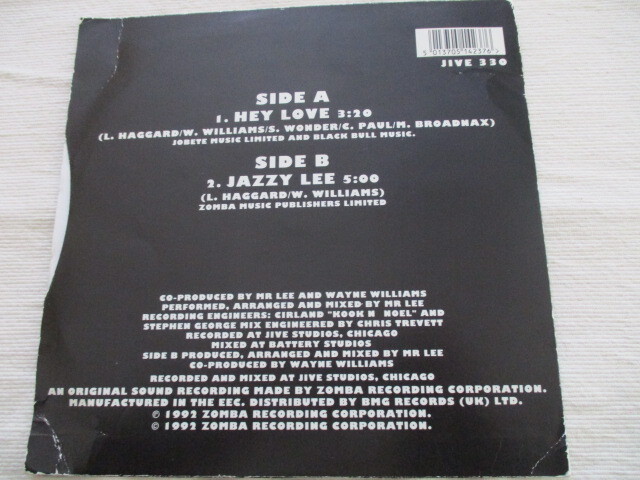 5 013705 142376 >
JIVE 330
SIDE A
1. HEY LOVE 3:20
(L. HAGGARD/W. WILLIAMS/S. WONDER/C. PAUL/M. BROADNAX)
JOBETE MUSIC LIMITED AND BLACK BULL MUSIC.
SIDE B
2. JAZZY LEE 5:00
(L. HAGGARD/W. WILLIAMS)
ZOMBA MUSIC PUBLISHERS LIMITED
CO-PRODUCED BY MR LEE AND WAYNE WILLIAMS
PERFORMED, ARRANGED AND MIXED BY MR LEE
RECORDING ENGINEERS: CIRLAND "KOOK N NOEL" AND
STEPHEN GEORGE MIX ENGINEERED BY CHRIS TREVETT
RECORDED AT JIVE STUDIOS, CHICAGO
MIXED AT BATTERY STUDIOS
SIDE B PRODUCED, ARRANGED AND MIXED BY MR LEE
CO-PRODUCED BY WAYNE WILLIAMS
RECORDED AND MIXED AT JIVE STUDIOS, CHICAGO
AN ORIGINAL SOUND RECORDING MADE BY ZOMBA RECORDING CORPORATION.
MANUFACTURED IN THE EEC. DISTRIBUTED BY BMG RECORDS (UK) LTD.
℗ 1992 ZOMBA RECORDING CORPORATION.
© 1992 ZOMBA RECORDING CORPORATION.